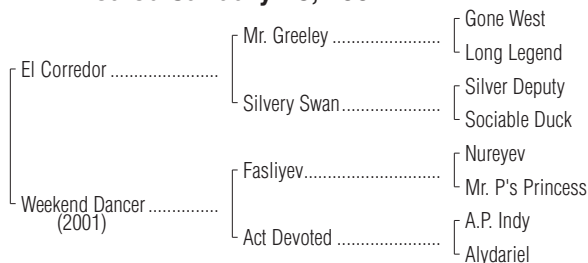 Gone West
Mr. Greeley
Long Legend
El Corredor
Silver Deputy
Silvery Swan
Sociable Duck
Nureyev
Fasliyev
Mr. P's Princess
Weekend Dancer
(2001)
A.P. Indy
Act Devoted
Alydariel